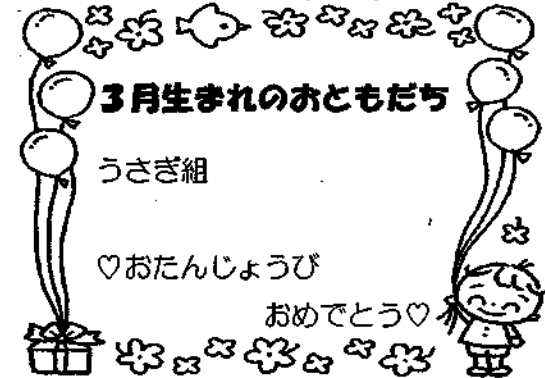 3月生まれのおともだち
うさぎ組
♡おたんじょうび
おめでとう♡